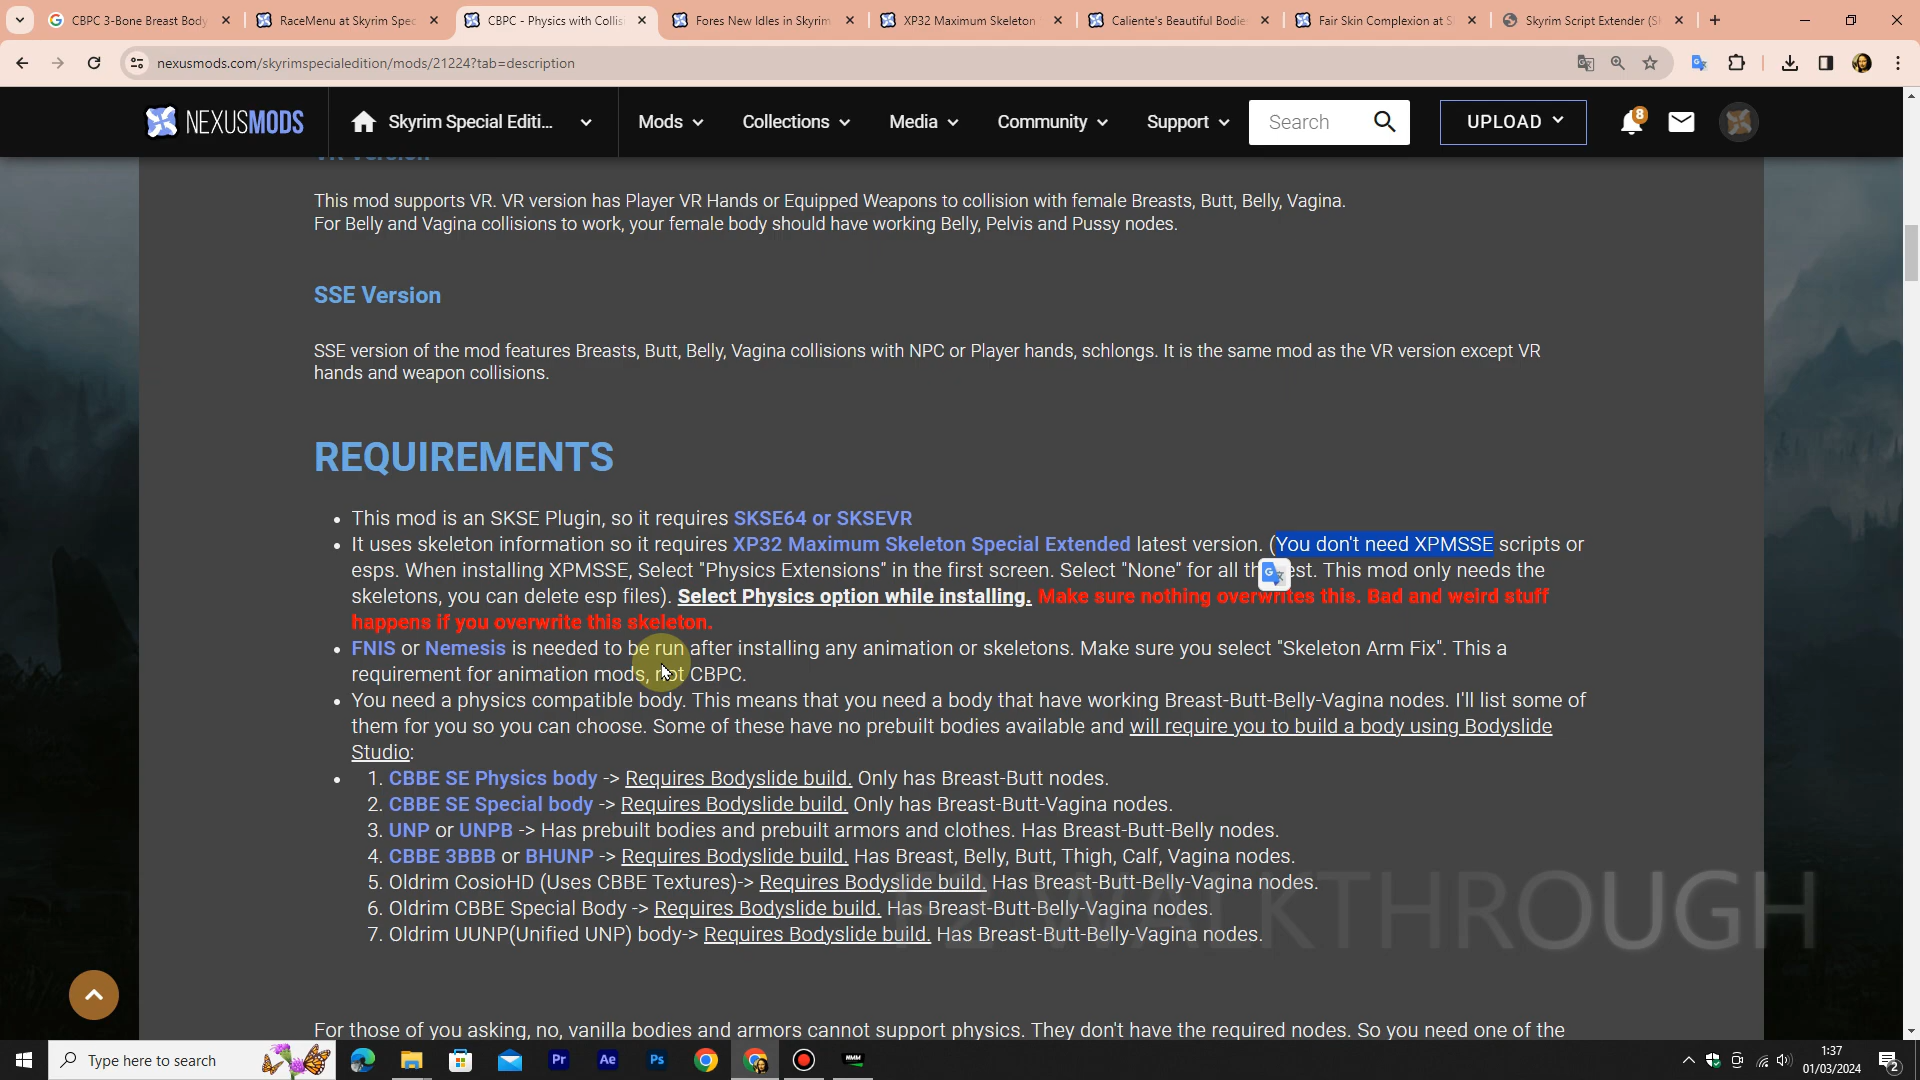 CBPC 3-Bone Breast Body
RaceMenu at Skyrim Spec
CBPC - Physics with Collis
Fores New Idles in Skyrim
XP32 Maximum Skeleton
Caliente's Beautiful Bodie
Fair Skin Complexion at S
Skyrim Script Extender (S
nexusmods.com/skyrimspecialedition/mods/21224?tab=description
NEXUSMODS
Skyrim Special Editi...
Mods
Collections
Media
Community
Support
Search
UPLOAD
8
VR Version
This mod supports VR. VR version has Player VR Hands or Equipped Weapons to collision with female Breasts, Butt, Belly, Vagina.
For Belly and Vagina collisions to work, your female body should have working Belly, Pelvis and Pussy nodes.
SSE Version
SSE version of the mod features Breasts, Butt, Belly, Vagina collisions with NPC or Player hands, schlongs. It is the same mod as the VR version except VR
hands and weapon collisions.
REQUIREMENTS
• This mod is an SKSE Plugin, so it requires SKSE64 or SKSEVR
• It uses skeleton information so it requires XP32 Maximum Skeleton Special Extended latest version. (You don't need XPMSSE scripts or
esps. When installing XPMSSE, Select "Physics Extensions" in the first screen. Select "None" for all the rest. This mod only needs the
skeletons, you can delete esp files). Select Physics option while installing. Make sure nothing overwrites this. Bad and weird stuff
happens if you overwrite this skeleton.
• FNIS or Nemesis is needed to be run after installing any animation or skeletons. Make sure you select "Skeleton Arm Fix". This a
requirement for animation mods, not CBPC.
• You need a physics compatible body. This means that you need a body that have working Breast-Butt-Belly-Vagina nodes. I'll list some of
them for you so you can choose. Some of these have no prebuilt bodies available and will require you to build a body using Bodyslide
Studio:
• 1. CBBE SE Physics body -> Requires Bodyslide build. Only has Breast-Butt nodes.
2. CBBE SE Special body -> Requires Bodyslide build. Only has Breast-Butt-Vagina nodes.
3. UNP or UNPB -> Has prebuilt bodies and prebuilt armors and clothes. Has Breast-Butt-Belly nodes.
4. CBBE 3BBB or BHUNP -> Requires Bodyslide build. Has Breast, Belly, Butt, Thigh, Calf, Vagina nodes.
5. Oldrim CosioHD (Uses CBBE Textures)-> Requires Bodyslide build. Has Breast-Butt-Belly-Vagina nodes.
6. Oldrim CBBE Special Body -> Requires Bodyslide build. Has Breast-Butt-Belly-Vagina nodes.
7. Oldrim UUNP(Unified UNP) body-> Requires Bodyslide build. Has Breast-Butt-Belly-Vagina nodes.
TZ WALKTHROUGH
For those of you asking, no, vanilla bodies and armors cannot support physics. They don't have the required nodes. So you need one of the
Type here to search
Pr
Ae
Ps
NMM
1:37
01/03/2024
2